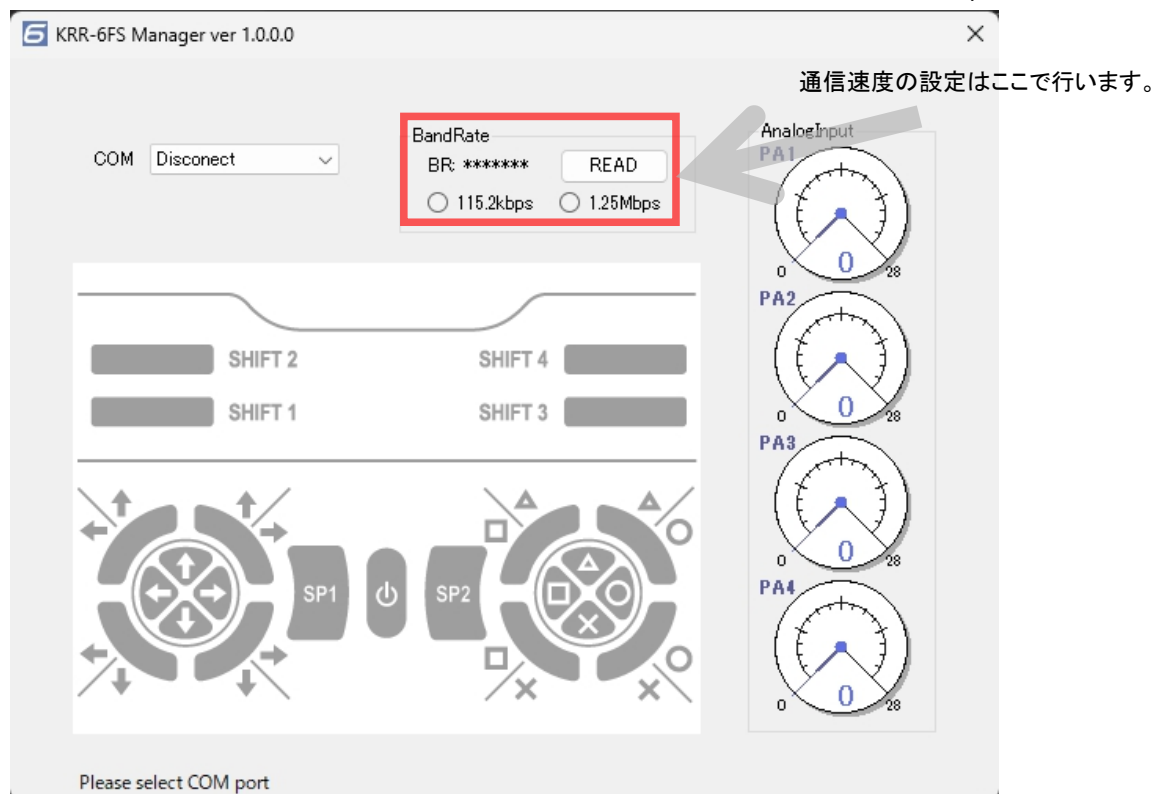 KRR-6FS Manager ver 1.0.0.0
通信速度の設定はここで行います。
COM Disconect
BandRate
BR: ******* READ
115.2kbps 1.25Mbps
AnalogInput
PA1
0 0 28
PA2
0 0 28
PA3
0 0 28
PA4
0 0 28
SHIFT 2 SHIFT 4
SHIFT 1 SHIFT 3
SP1 SP2
Please select COM port